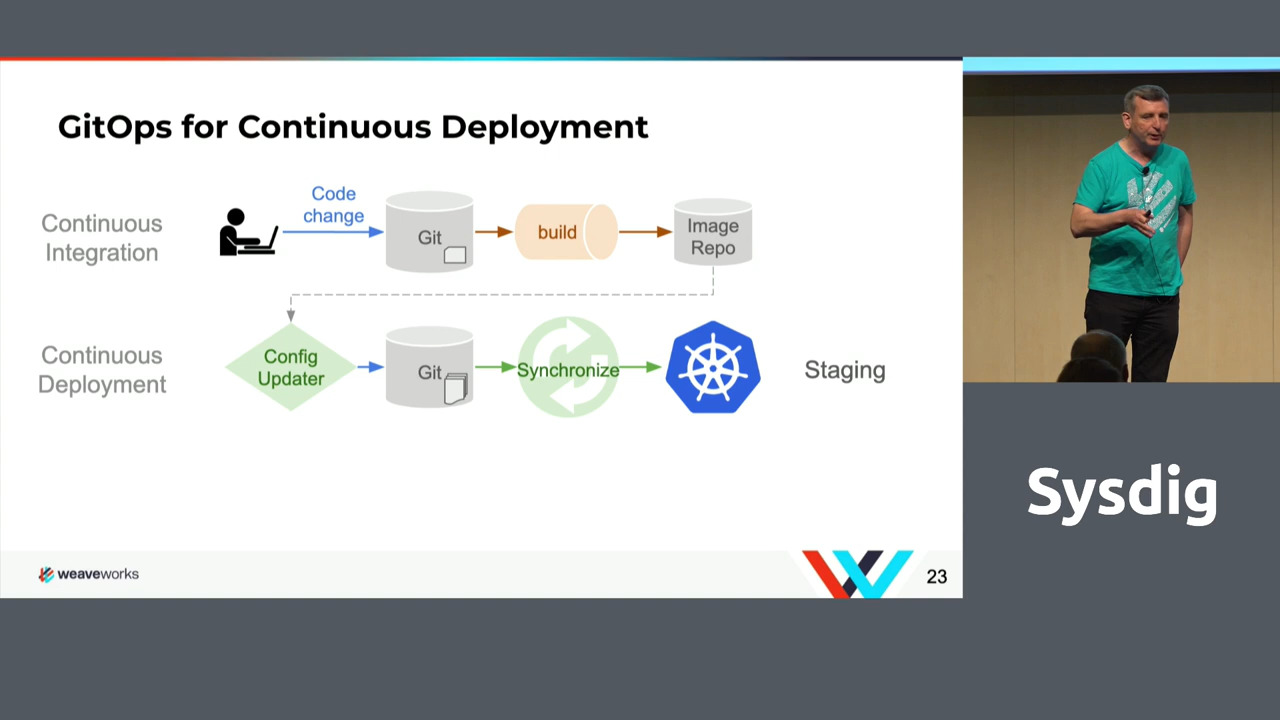 GitOps for Continuous Deployment
Continuous
Integration
Code
change
Git
build
Image
Repo
Continuous
Deployment
Config
Updater
Git
Synchronize
Staging
weaveworks
23
Sysdig